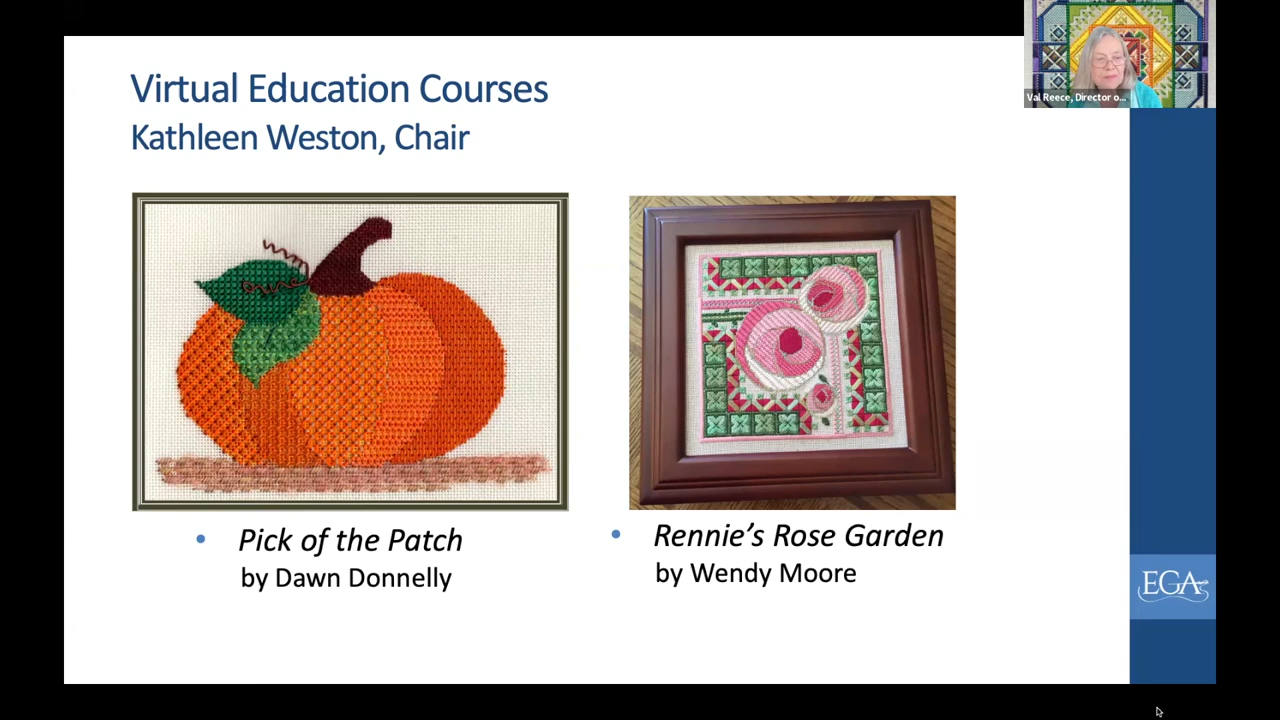 Virtual Education Courses
Kathleen Weston, Chair
Val Reece, Director o...
• Pick of the Patch
by Dawn Donnelly
• Rennie’s Rose Garden
by Wendy Moore
EGA